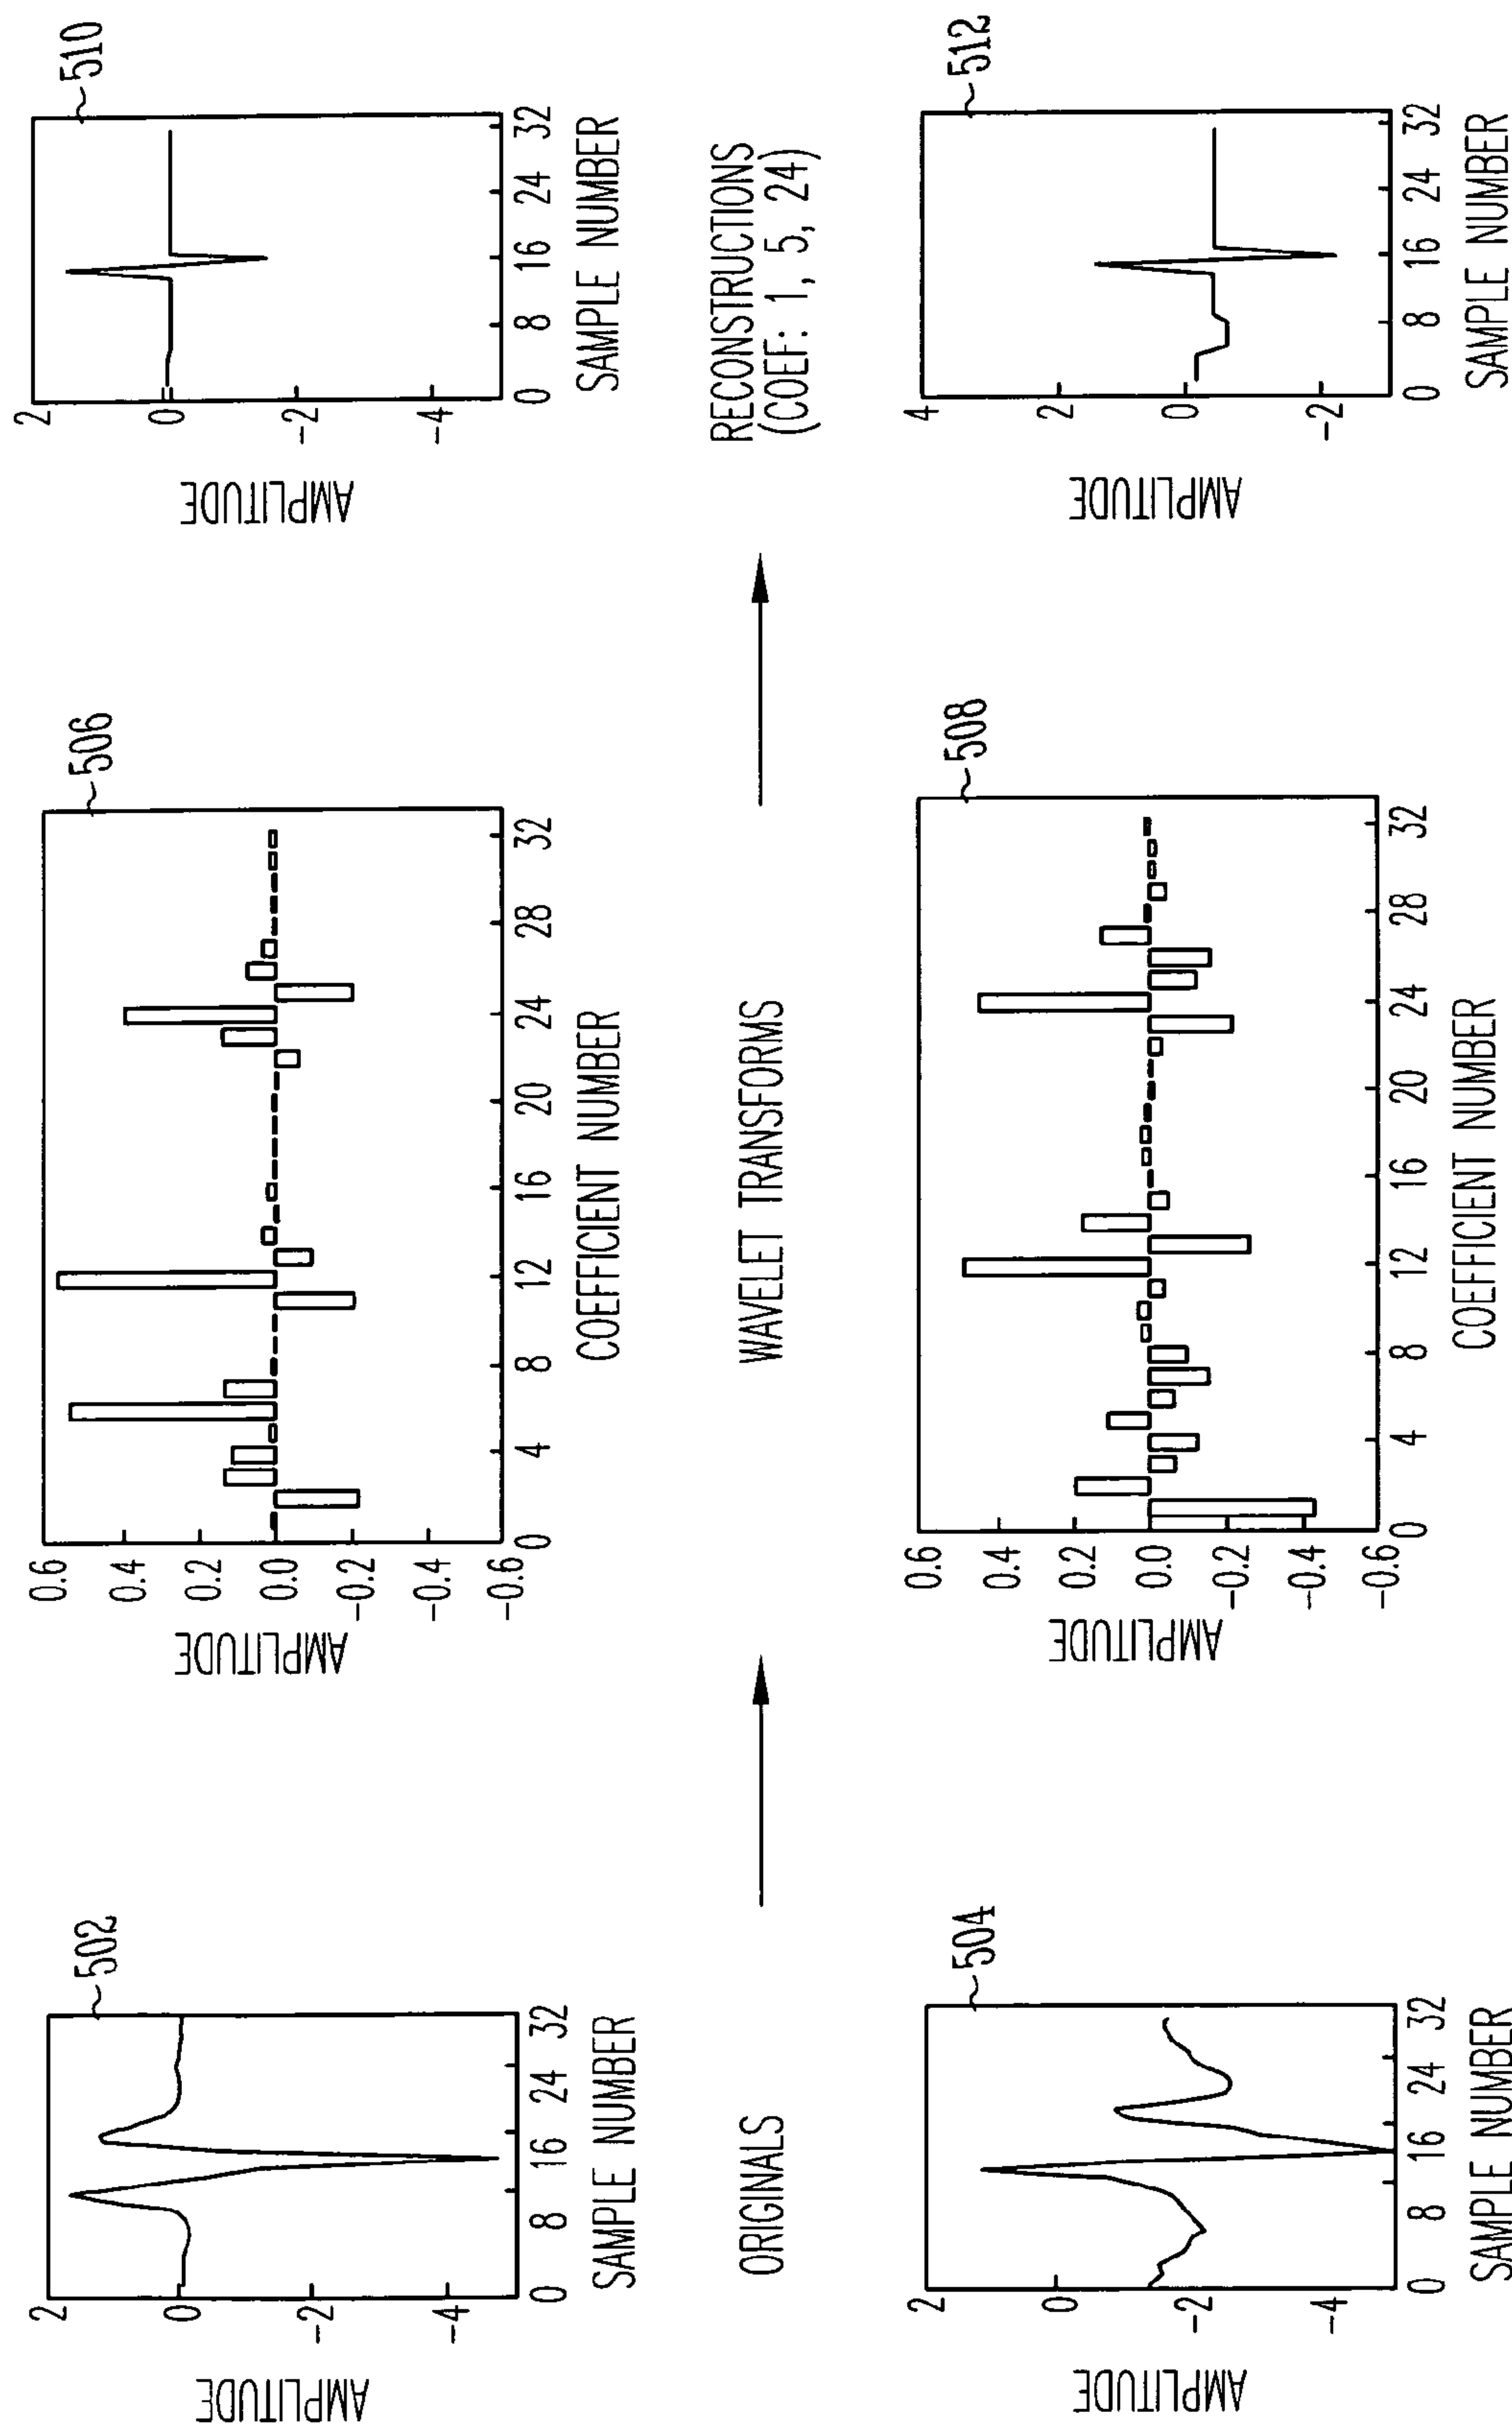 502
2
0
-2
-4
AMPLITUDE
0 8 16 24 32
SAMPLE NUMBER
506
0.6
0.4
0.2
0.0
-0.2
-0.4
-0.6
AMPLITUDE
0 4 8 12 16 20 24 28 32
COEFFICIENT NUMBER
510
2
0
-2
-4
AMPLITUDE
0 8 16 24 32
SAMPLE NUMBER
ORIGINALS
WAVELET TRANSFORMS
RECONSTRUCTIONS
(COEF: 1, 5, 24)
504
2
0
-2
-4
AMPLITUDE
0 8 16 24 32
SAMPLE NUMBER
508
0.6
0.4
0.2
0.0
-0.2
-0.4
-0.6
AMPLITUDE
0 4 8 12 16 20 24 28 32
COEFFICIENT NUMBER
512
4
2
0
-2
AMPLITUDE
0 8 16 24 32
SAMPLE NUMBER